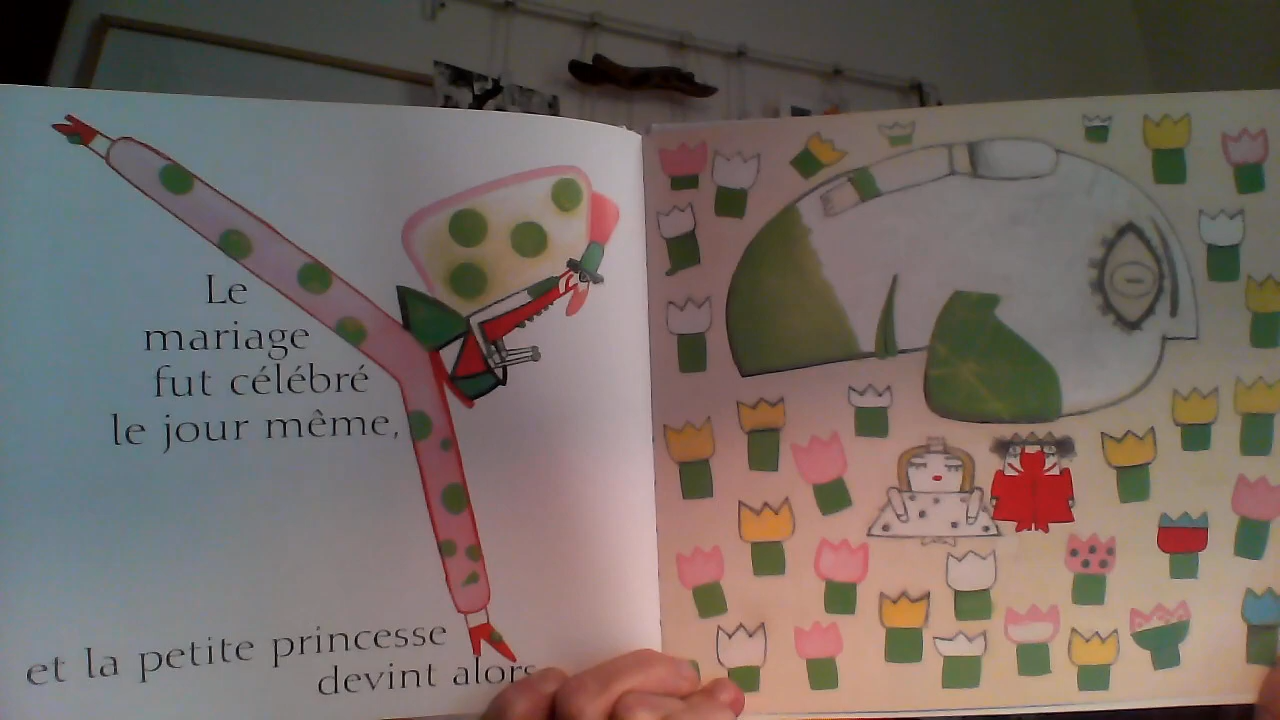 Le
mariage
fut célébré
le jour même,
et la petite princesse
devint alors